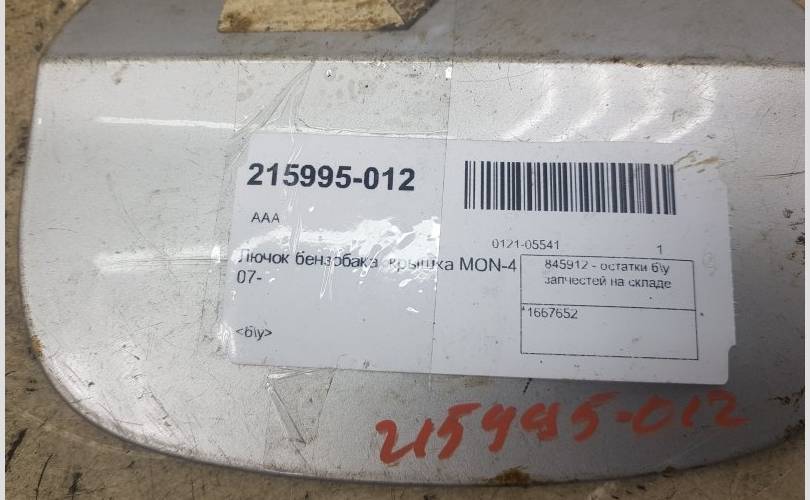 215995-012
AAA
0121-05541 1
Лючок бензобака крышка MON-4
07-
845912 - остатки б\у
запчестей на складе
*1667652
<б\у>
215995-012